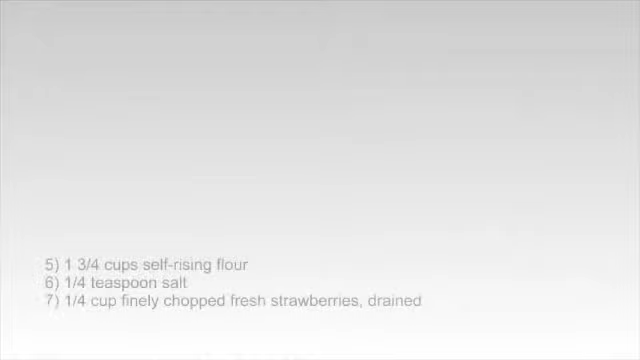 5) 1 3/4 cups self-rising flour
6) 1/4 teaspoon salt
7) 1/4 cup finely chopped fresh strawberries, drained